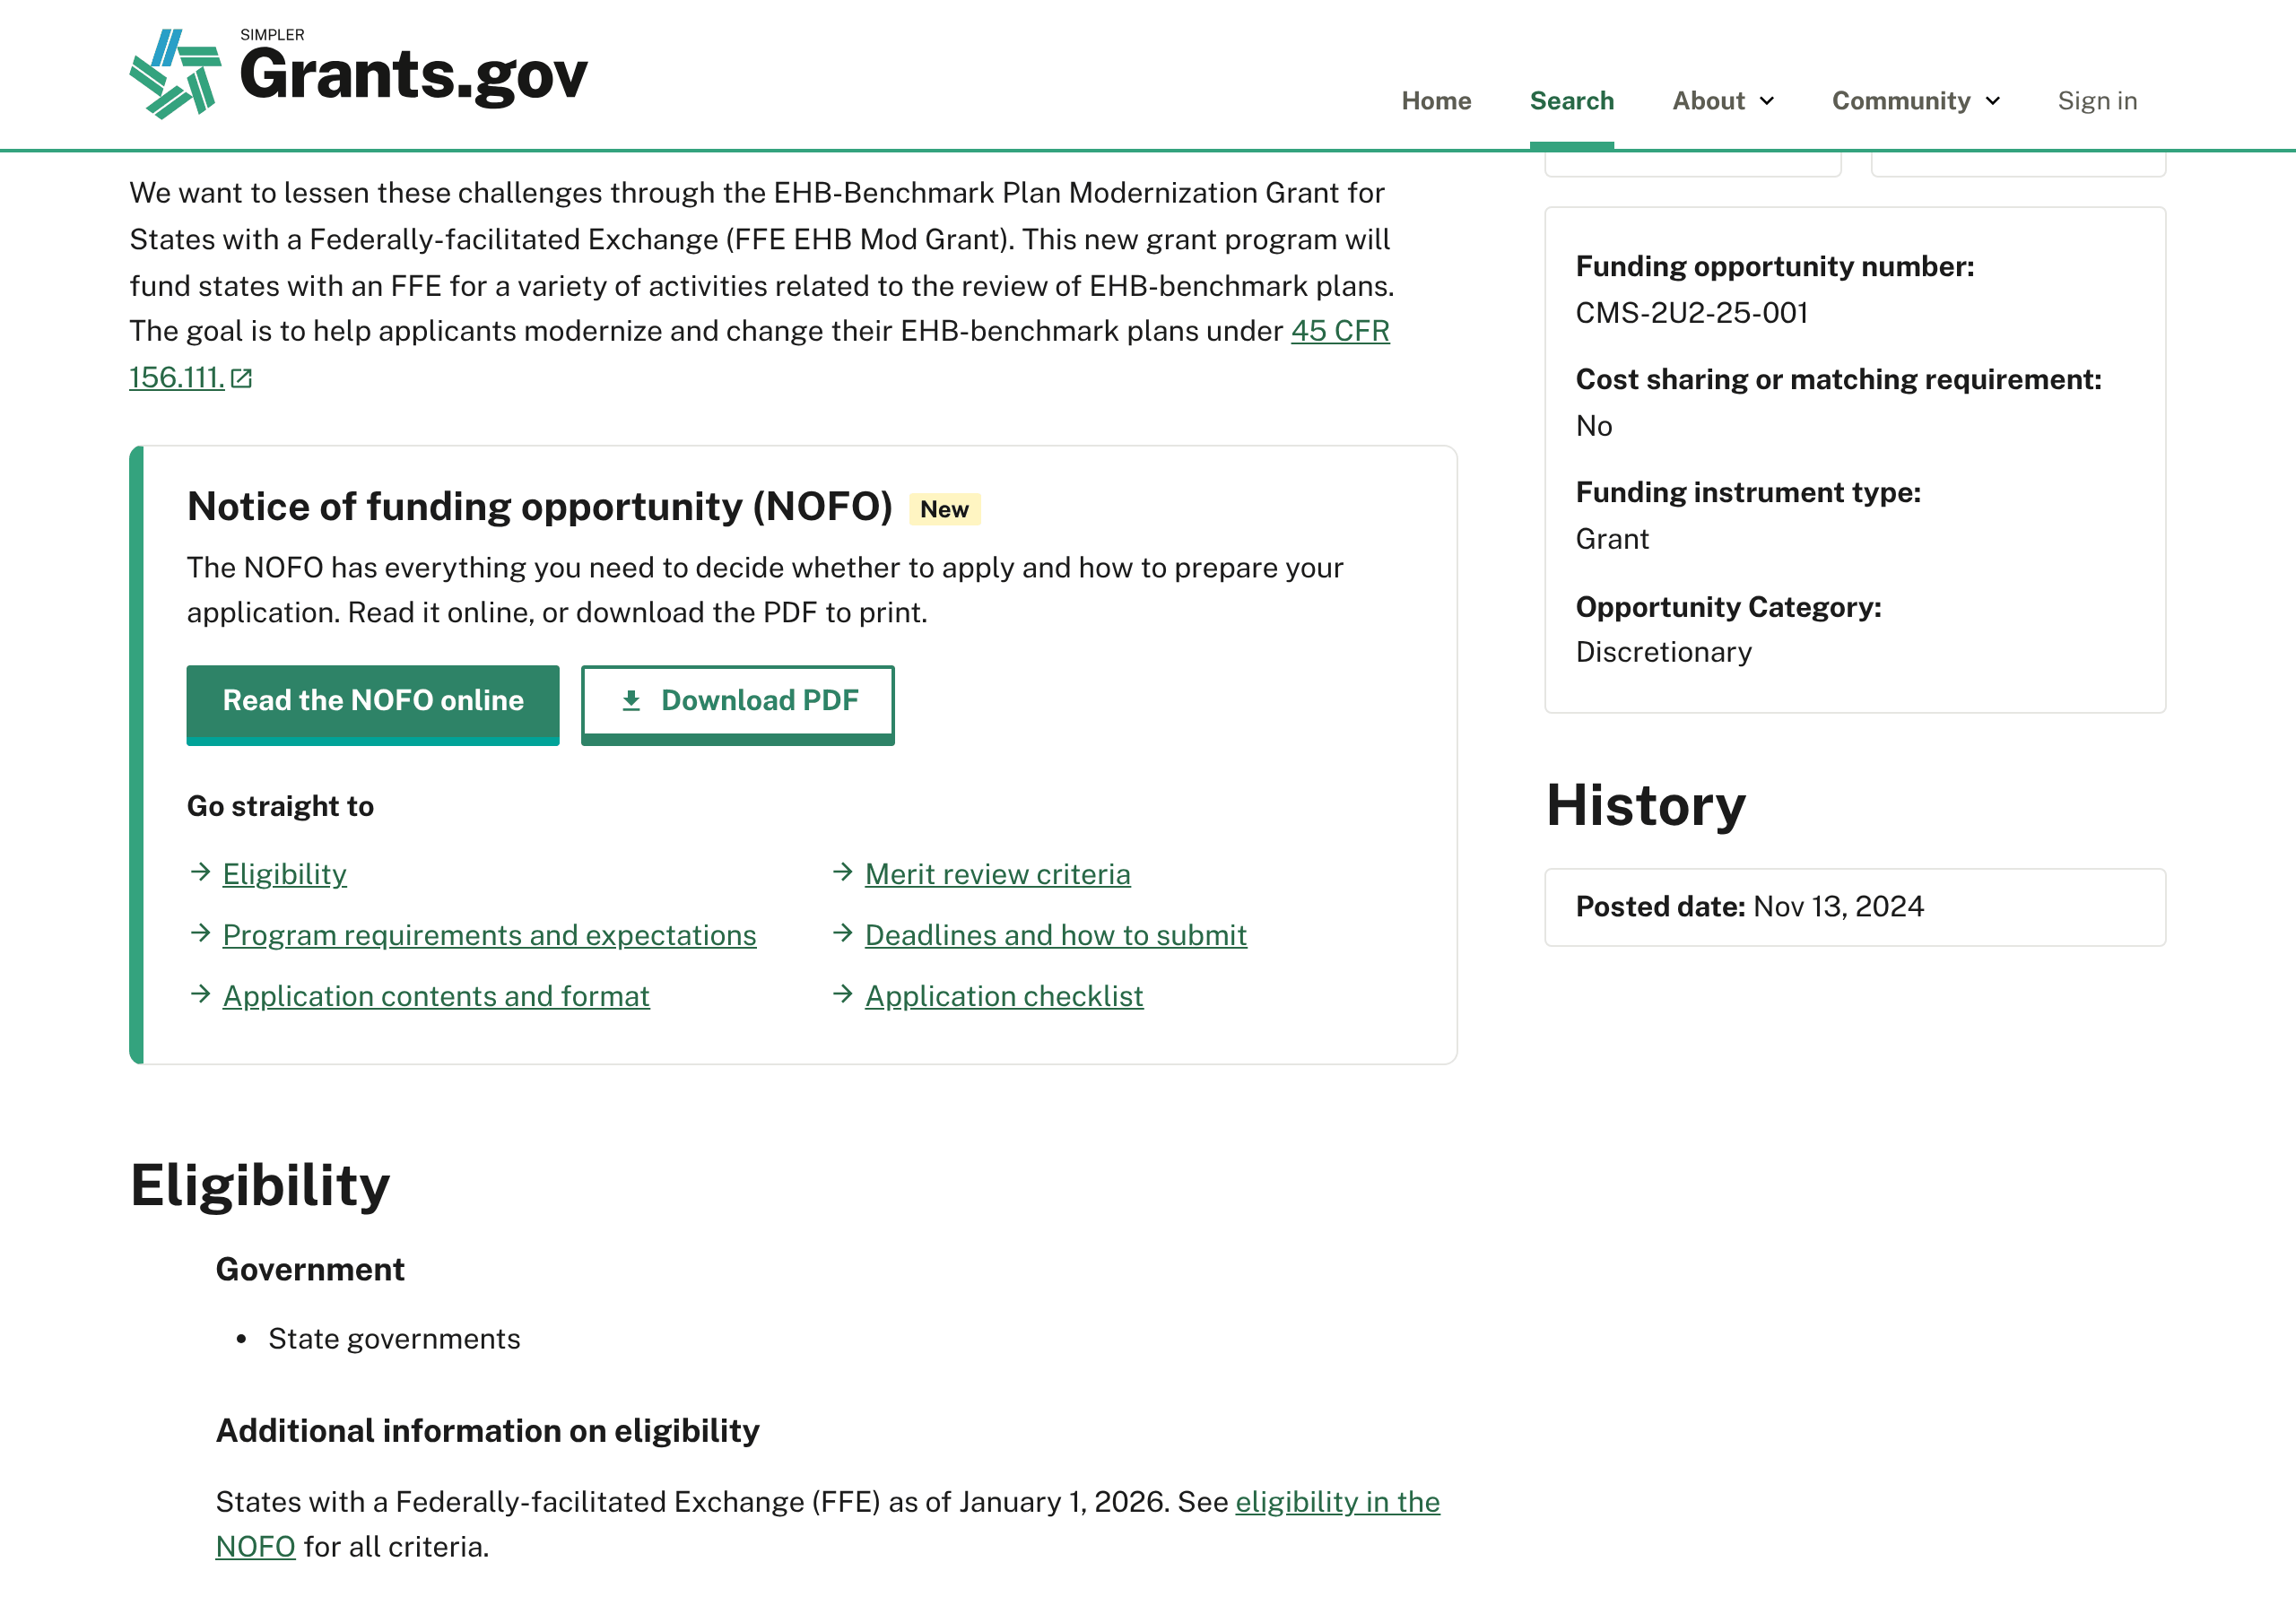 SIMPLER
Grants.gov
Home
Search
About
Community
Sign in
We want to lessen these challenges through the EHB-Benchmark Plan Modernization Grant for
States with a Federally-facilitated Exchange (FFE EHB Mod Grant). This new grant program will
fund states with an FFE for a variety of activities related to the review of EHB-benchmark plans.
The goal is to help applicants modernize and change their EHB-benchmark plans under 45 CFR
156.111.
Notice of funding opportunity (NOFO) New
The NOFO has everything you need to decide whether to apply and how to prepare your
application. Read it online, or download the PDF to print.
Read the NOFO online
Download PDF
Go straight to
Eligibility
Program requirements and expectations
Application contents and format
Merit review criteria
Deadlines and how to submit
Application checklist
Eligibility
Government
• State governments
Additional information on eligibility
States with a Federally-facilitated Exchange (FFE) as of January 1, 2026. See eligibility in the
NOFO for all criteria.
Funding opportunity number:
CMS-2U2-25-001
Cost sharing or matching requirement:
No
Funding instrument type:
Grant
Opportunity Category:
Discretionary
History
Posted date: Nov 13, 2024